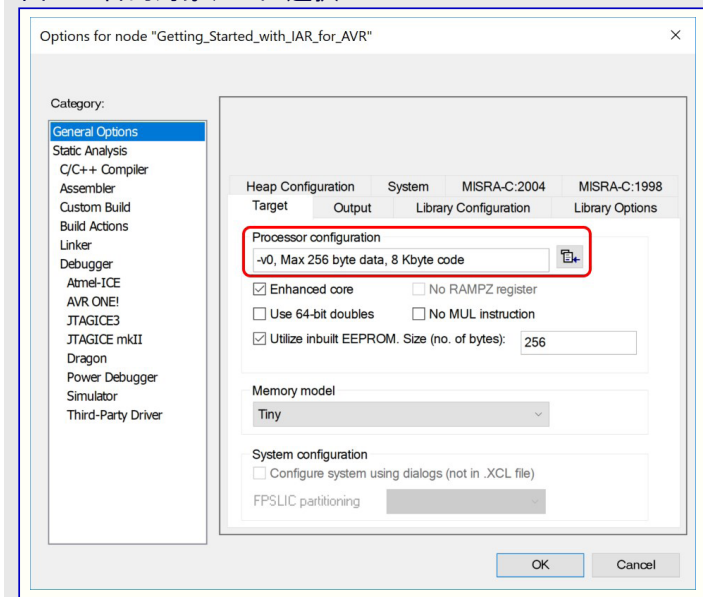 Options for node "Getting_Started_with_IAR_for_AVR"
Category:
General Options
Static Analysis
C/C++ Compiler
Assembler
Custom Build
Build Actions
Linker
Debugger
Atmel-ICE
AVR ONE!
JTAGICE3
JTAGICE mkII
Dragon
Power Debugger
Simulator
Third-Party Driver
Heap Configuration System MISRA-C:2004 MISRA-C:1998
Target Output Library Configuration Library Options
Processor configuration
-v0, Max 256 byte data, 8 Kbyte code
Enhanced core No RAMPZ register
Use 64-bit doubles No MUL instruction
Utilize inbuilt EEPROM. Size (no. of bytes): 256
Memory model
Tiny
System configuration
Configure system using dialogs (not in .XCL file)
FPSLIC partitioning
OK Cancel